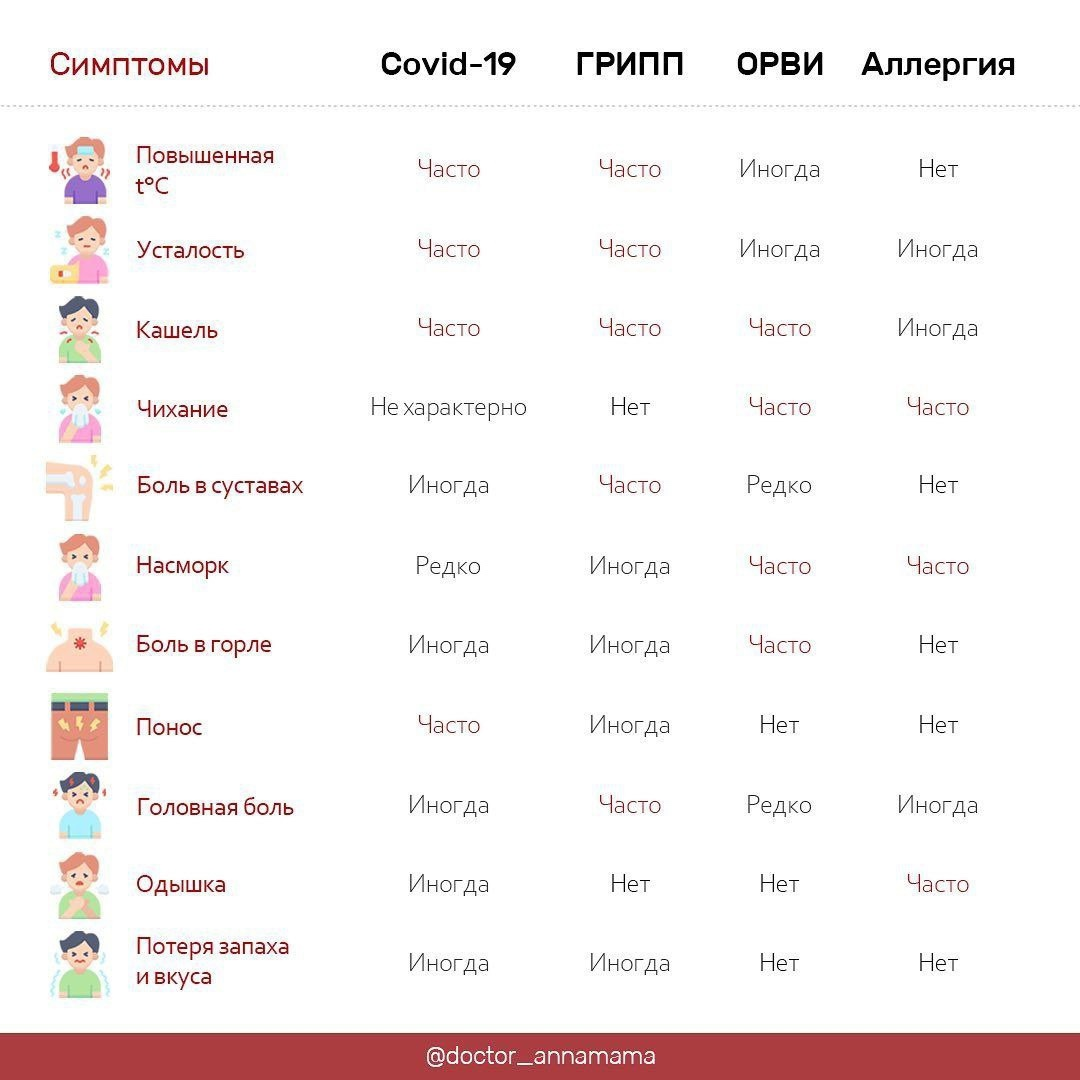 Симптомы Covid-19 ГРИПП ОРВИ Аллергия
Повышенная
t°C Часто Часто Иногда Нет
Усталость Часто Часто Иногда Иногда
Кашель Часто Часто Часто Иногда
Чихание Не характерно Нет Часто Часто
Боль в суставах Иногда Часто Редко Нет
Насморк Редко Иногда Часто Часто
Боль в горле Иногда Иногда Часто Нет
Понос Часто Иногда Нет Нет
Головная боль Иногда Часто Редко Иногда
Одышка Иногда Нет Нет Часто
Потеря запаха
и вкуса Иногда Иногда Нет Нет
@doctor_annamama